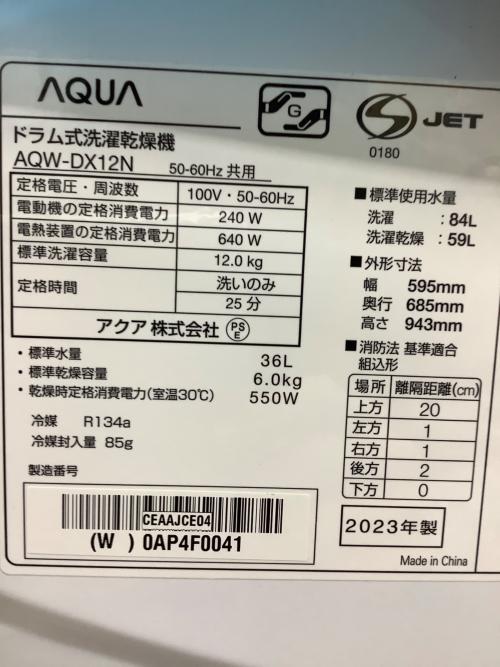 AQUA
G
S JET
0180
ドラム式洗濯乾燥機
AQW-DX12N 50-60Hz 共用
定格電圧・周波数 100V・50-60Hz
電動機の定格消費電力 240 W
電熱装置の定格消費電力 640 W
標準洗濯容量 12.0 kg
定格時間 洗いのみ
25 分
アクア 株式会社 PSE
・標準水量 36L
・標準乾燥容量 6.0kg
・乾燥時定格消費電力(室温30℃) 550W
冷媒 R134a
冷媒封入量 85g
製造番号
CEAAJCE04
(W) 0AP4F0041
■標準使用水量
洗濯 : 84L
洗濯乾燥 : 59L
■外形寸法
幅 595mm
奥行 685mm
高さ 943mm
■消防法 基準適合
組込形
場所 離隔距離(cm)
上方 20
左方 1
右方 1
後方 2
下方 0
2023年製
Made in China